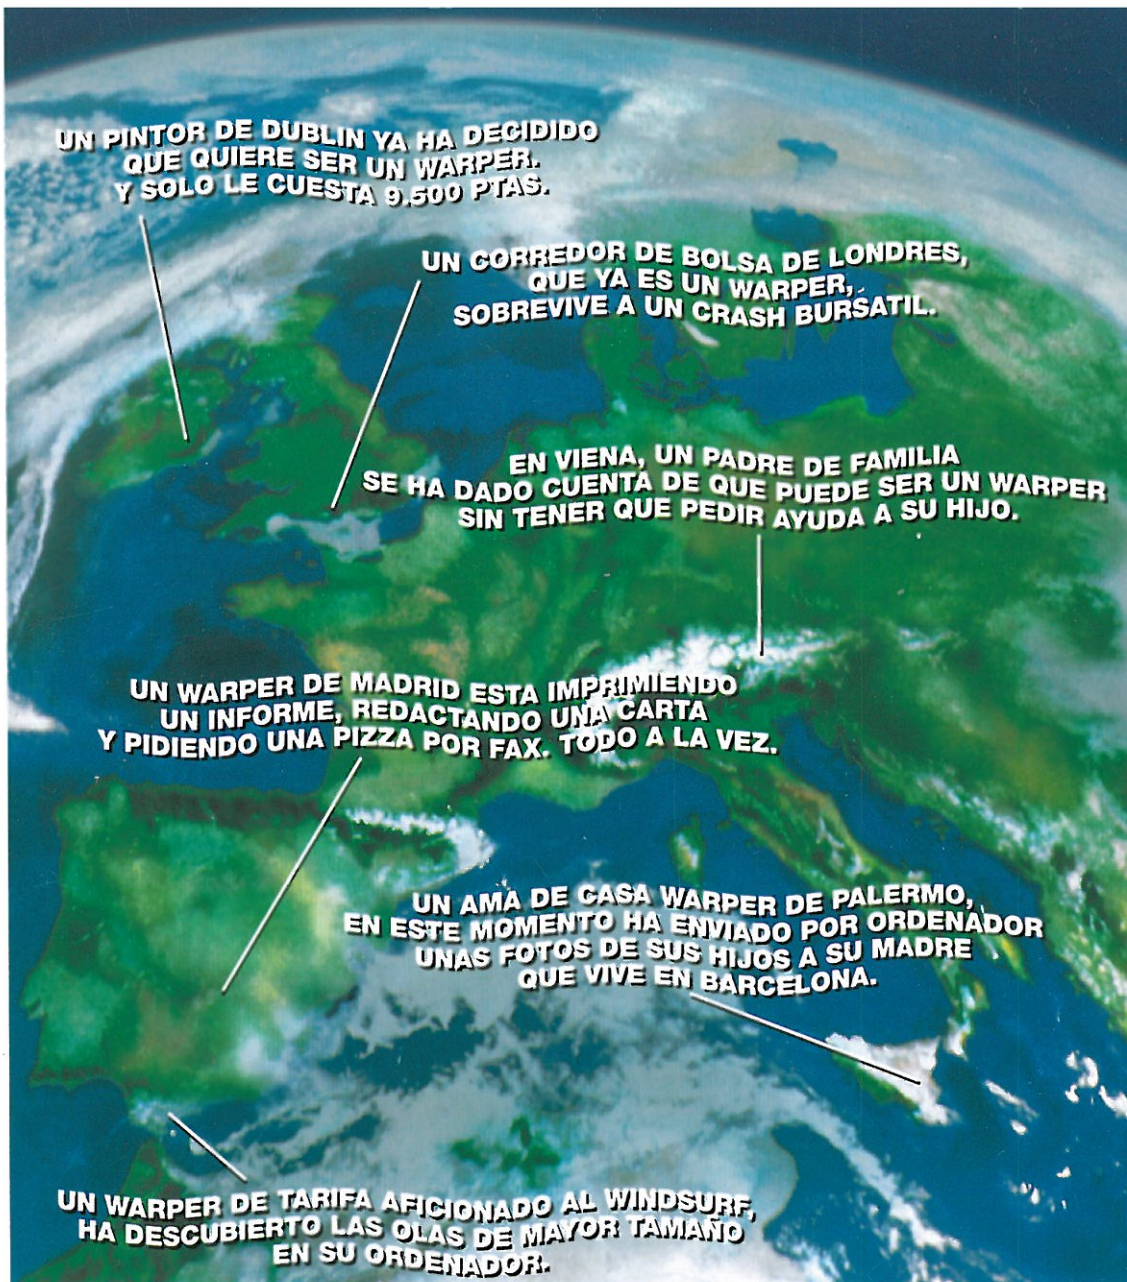 UN PINTOR DE DUBLIN YA HA DECIDIDO
QUE QUIERE SER UN WARPER.
Y SOLO LE CUESTA 9.500 PTAS.
UN CORREDOR DE BOLSA DE LONDRES,
QUE YA ES UN WARPER,
SOBREVIVE A UN CRASH BURSATIL.
EN VIENA, UN PADRE DE FAMILIA
SE HA DADO CUENTA DE QUE PUEDE SER UN WARPER
SIN TENER QUE PEDIR AYUDA A SU HIJO.
UN WARPER DE MADRID ESTA IMPRIMIENDO
UN INFORME, REDACTANDO UNA CARTA
Y PIDIENDO UNA PIZZA POR FAX. TODO A LA VEZ.
UN AMA DE CASA WARPER DE PALERMO,
EN ESTE MOMENTO HA ENVIADO POR ORDENADOR
UNAS FOTOS DE SUS HIJOS A SU MADRE
QUE VIVE EN BARCELONA.
UN WARPER DE TARIFA AFICIONADO AL WINDSURF,
HA DESCUBIERTO LAS OLAS DE MAYOR TAMAÑO
EN SU ORDENADOR.